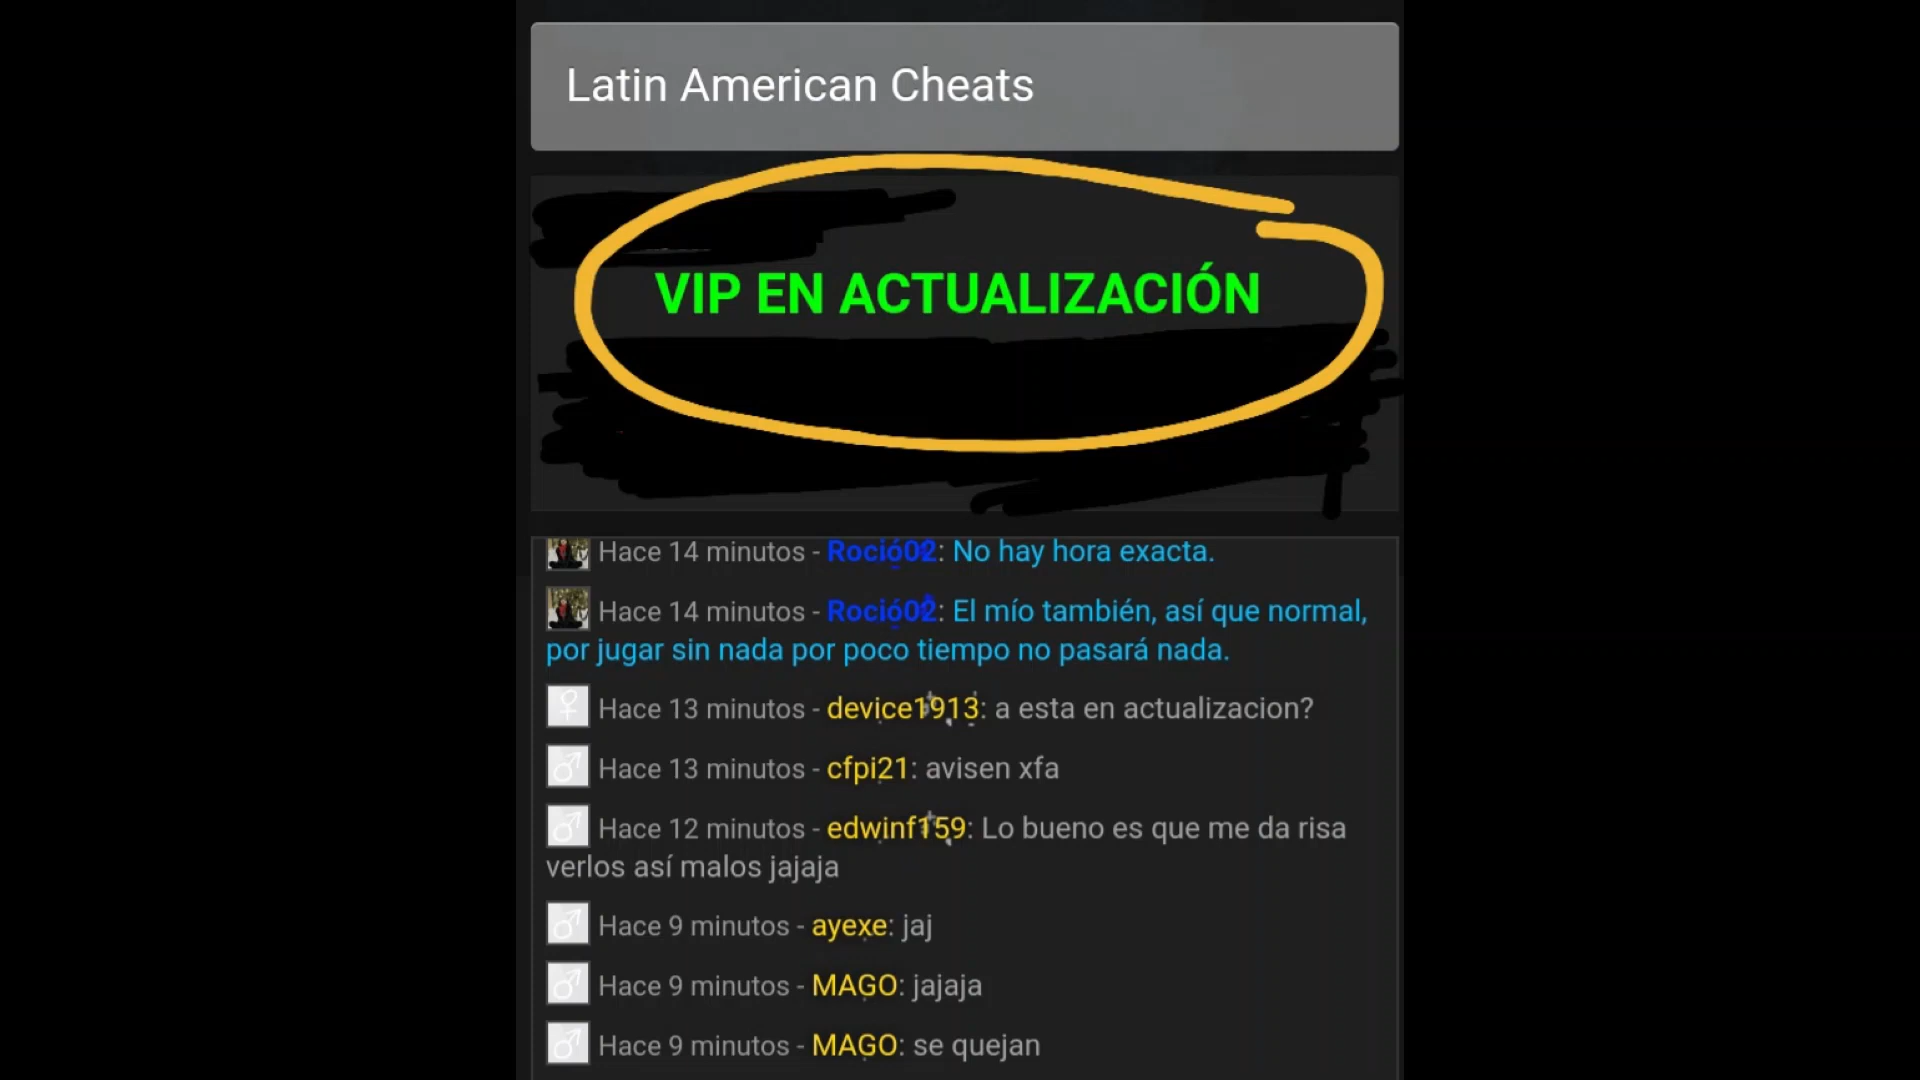 Latin American Cheats
VIP EN ACTUALIZACIÓN
Hace 14 minutos - Roció02: No hay hora exacta.
Hace 14 minutos - Roció02: El mío también, así que normal,
por jugar sin nada por poco tiempo no pasará nada.
Hace 13 minutos - device1913: a esta en actualizacion?
Hace 13 minutos - cfpi21: avisen xfa
Hace 12 minutos - edwinf159: Lo bueno es que me da risa
verlos así malos jajaja
Hace 9 minutos - ayexe: jaj
Hace 9 minutos - MAGO: jajaja
Hace 9 minutos - MAGO: se quejan